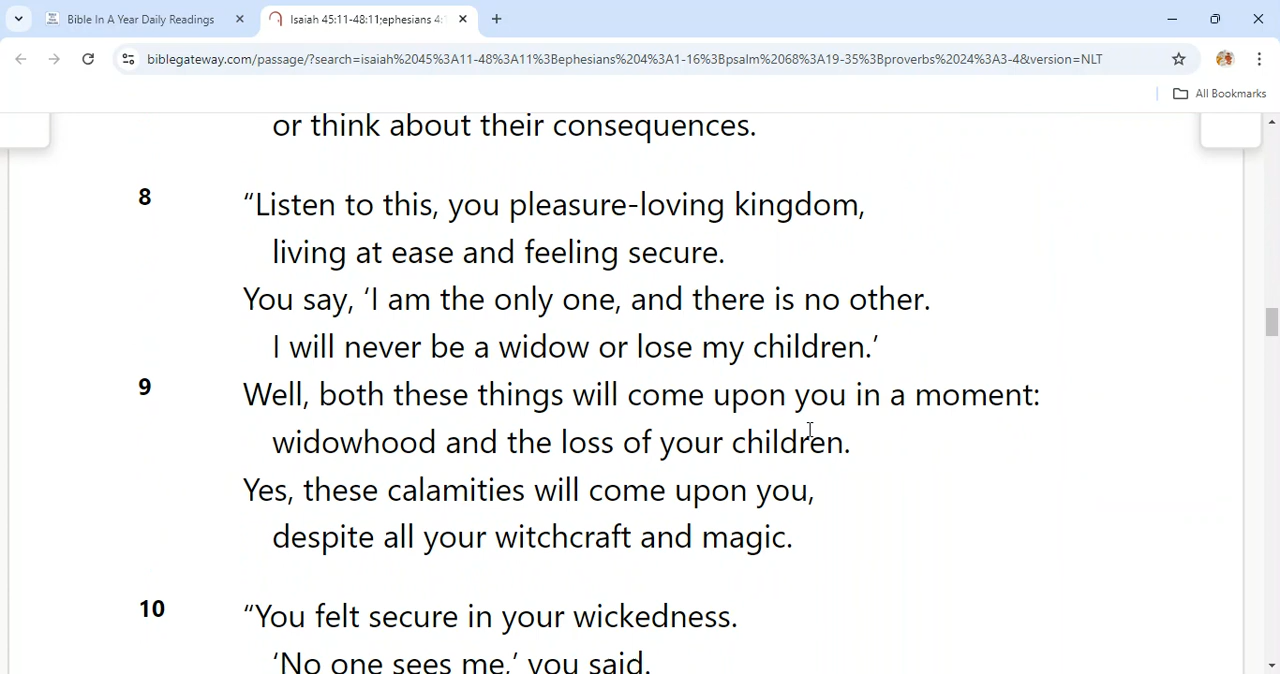 Bible In A Year Daily Readings
Isaiah 45:11-48:11;ephesians 4:
biblegateway.com/passage/?search=isaiah%2045%3A11-48%3A11%3Bephesians%204%3A1-16%3Bpsalm%2068%3A19-35%3Bproverbs%2024%3A3-4&version=NLT
All Bookmarks
or think about their consequences.
8 “Listen to this, you pleasure-loving kingdom,
living at ease and feeling secure.
You say, ‘I am the only one, and there is no other.
I will never be a widow or lose my children.’
9 Well, both these things will come upon you in a moment:
widowhood and the loss of your children.
Yes, these calamities will come upon you,
despite all your witchcraft and magic.
10 “You felt secure in your wickedness.
‘No one sees me,’ you said.